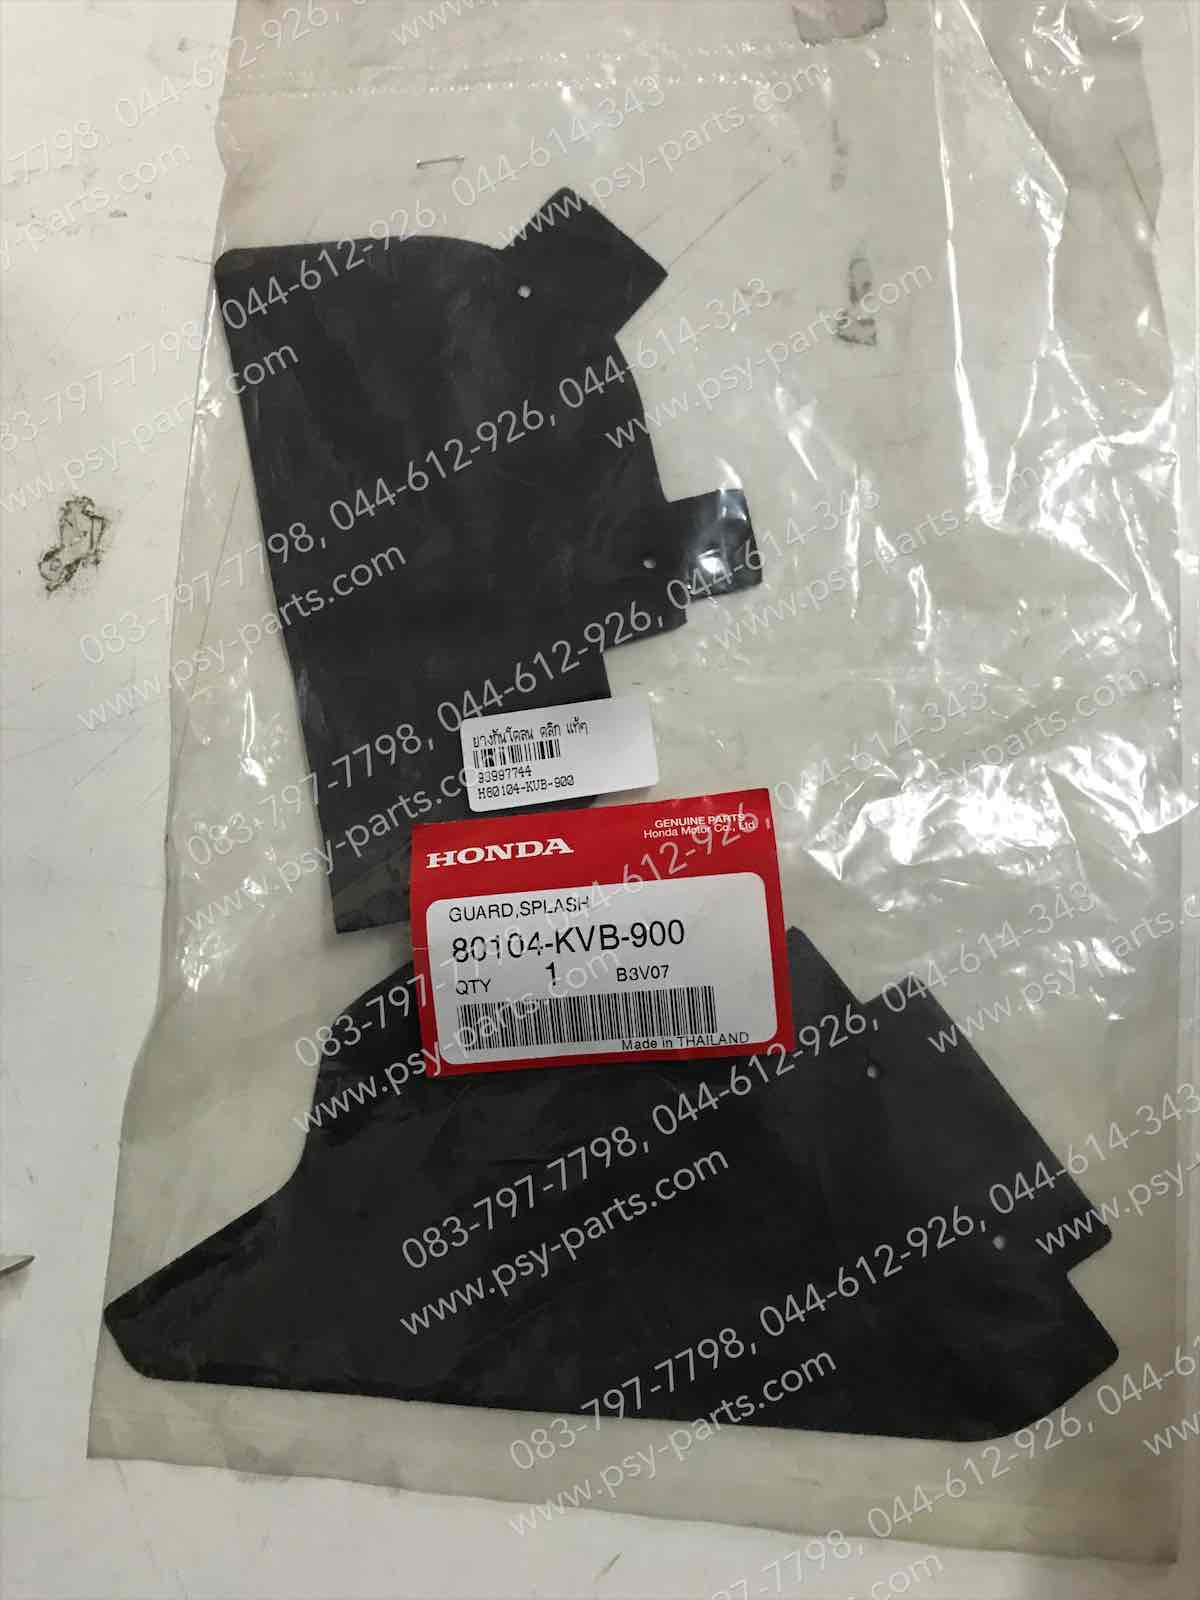 083-797-7798, 044-612-926, 044-614-343
www.psy-parts.com
ยางกันโคลน คลิก แท้ๆ
93997744
H80104-KVB-900
HONDA
GENUINE PARTS
Honda Motor Co., Ltd.
GUARD,SPLASH
80104-KVB-900
QTY 1 B3V07
Made in THAILAND